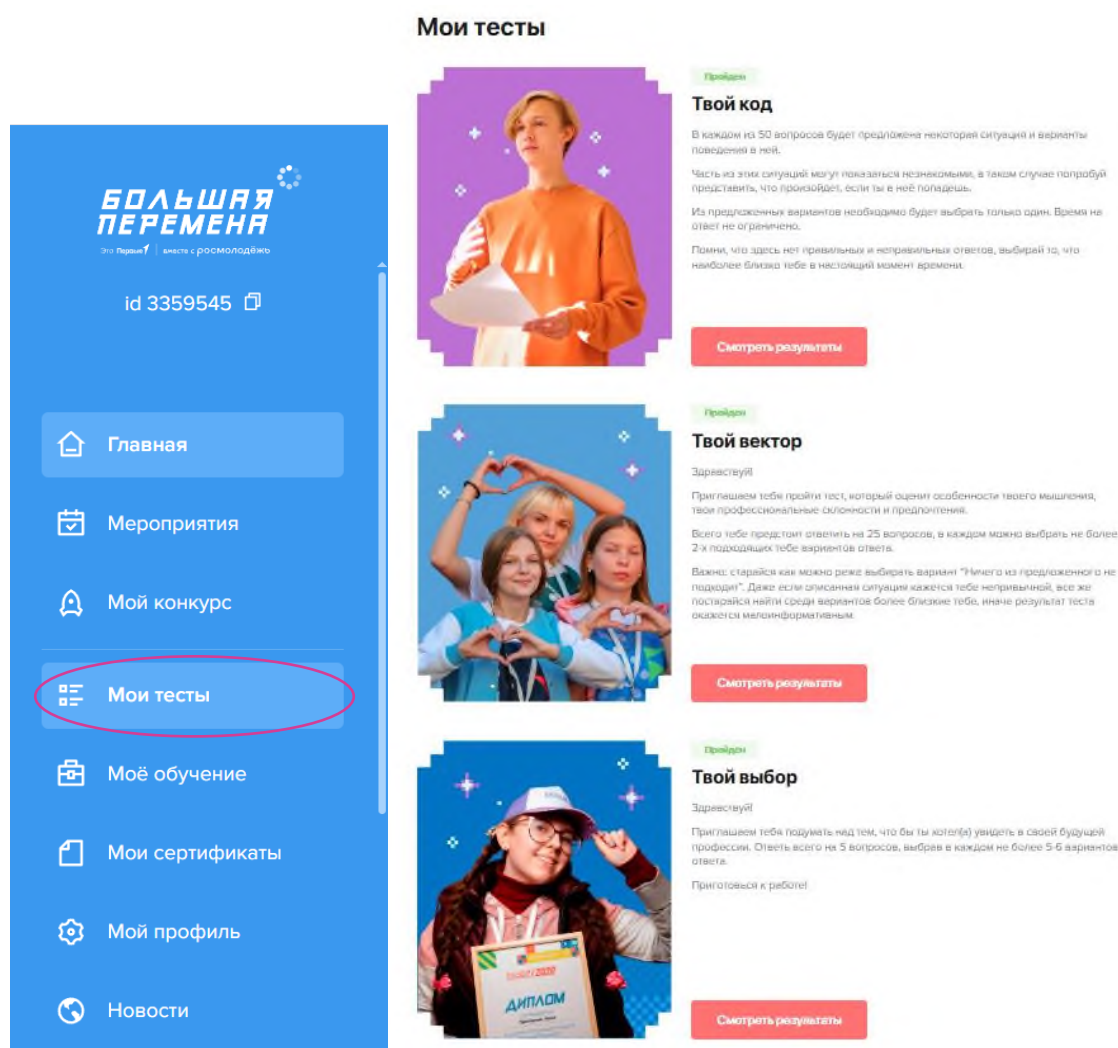 БОЛЬШАЯ
ПЕРЕМЕНА
Это Первые | вместе с росмолодёжь
id 3359545
Главная
Мероприятия
Мой конкурс
Мои тесты
Моё обучение
Мои сертификаты
Мой профиль
Новости
Мои тесты
Пройден
Твой код
В каждом из 50 вопросов будет предложена некоторая ситуация и варианты
поведения в ней.
Часть из этих ситуаций могут показаться незнакомыми, в таком случае попробуй
представить, что произойдет, если ты в неё попадешь.
Из предложенных вариантов необходимо будет выбрать только один. Время на
ответ не ограничено.
Помни, что здесь нет правильных и неправильных ответов, выбирай то, что
наиболее близко тебе в настоящий момент времени.
Смотреть результаты
Пройден
Твой вектор
Здравствуй!
Приглашаем тебя пройти тест, который оценит особенности твоего мышления,
твои профессиональные склонности и предпочтения.
Всего тебе предстоит ответить на 25 вопросов, в каждом можно выбрать не более
2-х подходящих тебе вариантов ответа.
Важно: старайся как можно реже выбирать вариант "Ничего из предложенного не
подходит". Даже если описанная ситуация кажется тебе непривычной, все же
постарайся найти среди вариантов более близкие тебе, иначе результат теста
окажется малоинформативным.
Смотреть результаты
Пройден
Твой выбор
Здравствуй!
Приглашаем тебя подумать над тем, что бы ты хотел(а) увидеть в своей будущей
профессии. Ответь всего на 5 вопросов, выбрав в каждом не более 5-6 вариантов
ответа.
Приготовься к работе!
ДИПЛОМ
Смотреть результаты